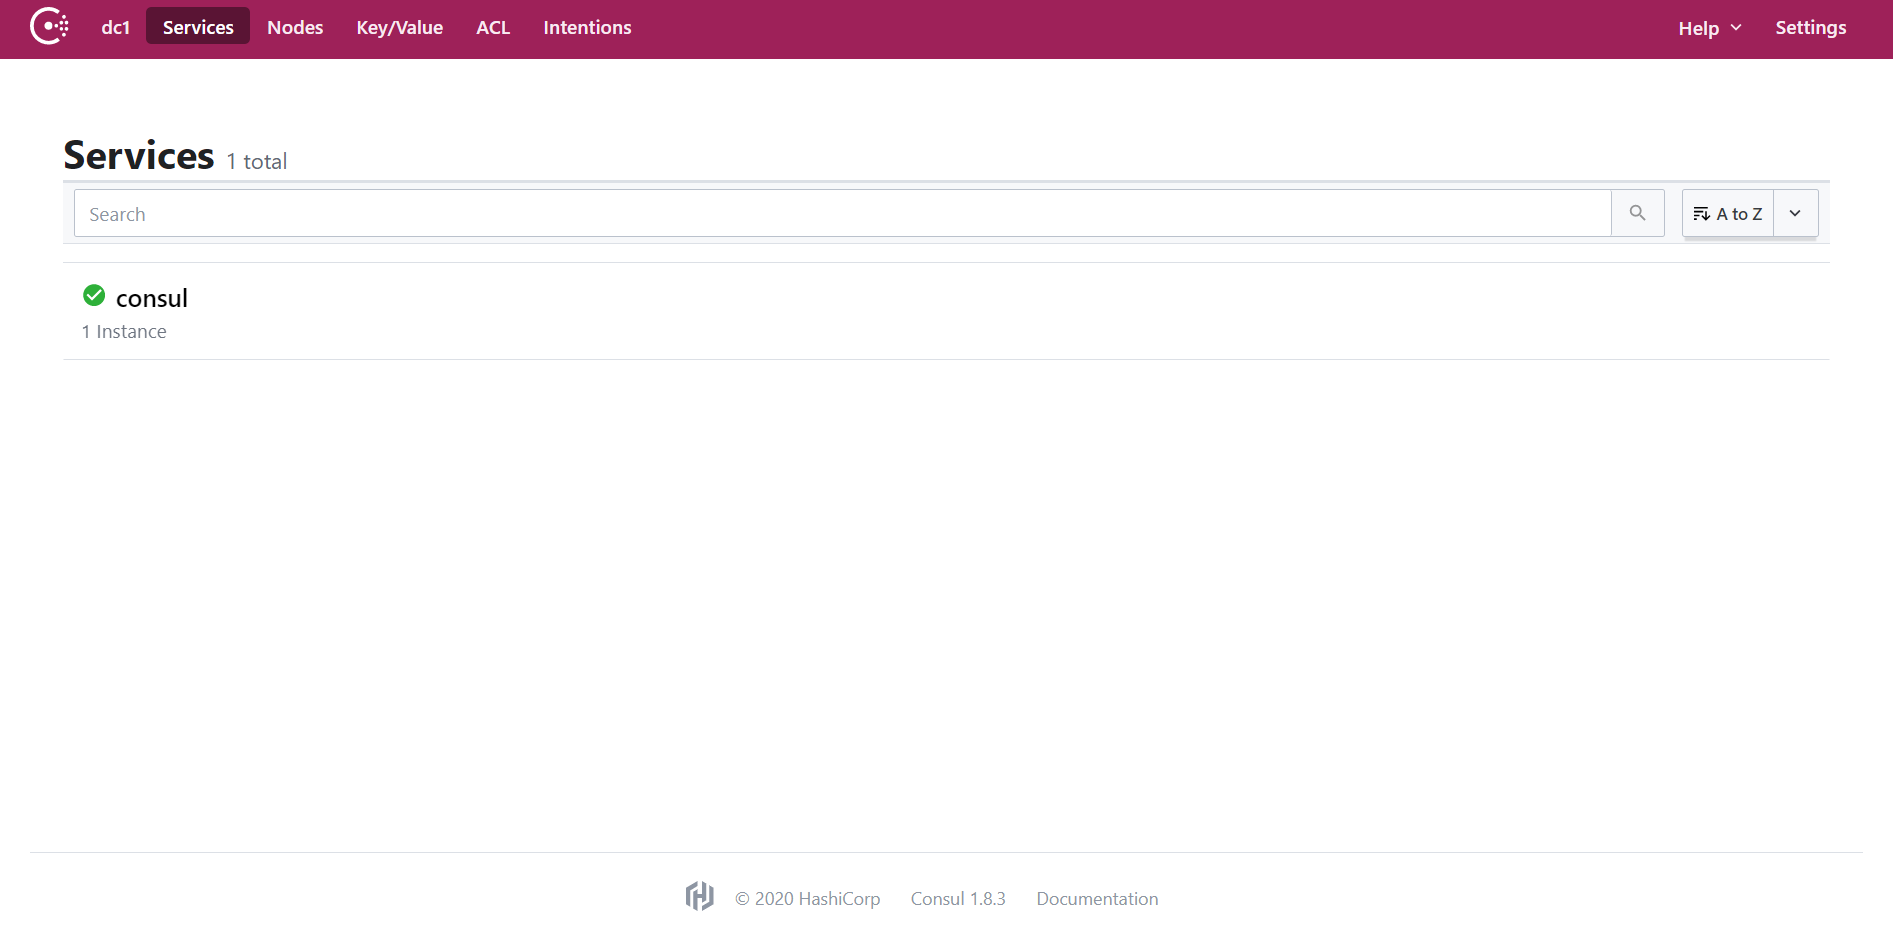 dc1 Services Nodes Key/Value ACL Intentions Help Settings
Services 1 total
Search A to Z
consul
1 Instance
© 2020 HashiCorp Consul 1.8.3 Documentation